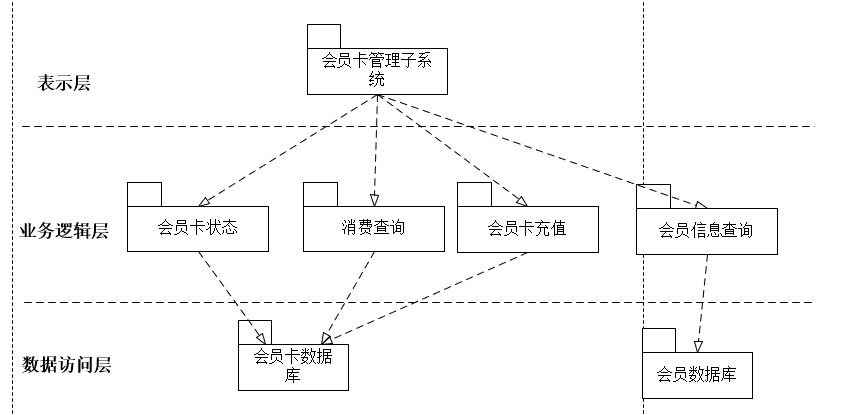 会员卡管理子系
统
表示层
业务逻辑层
会员卡状态
消费查询
会员卡充值
会员信息查询
数据访问层
会员卡数据
库
会员数据库